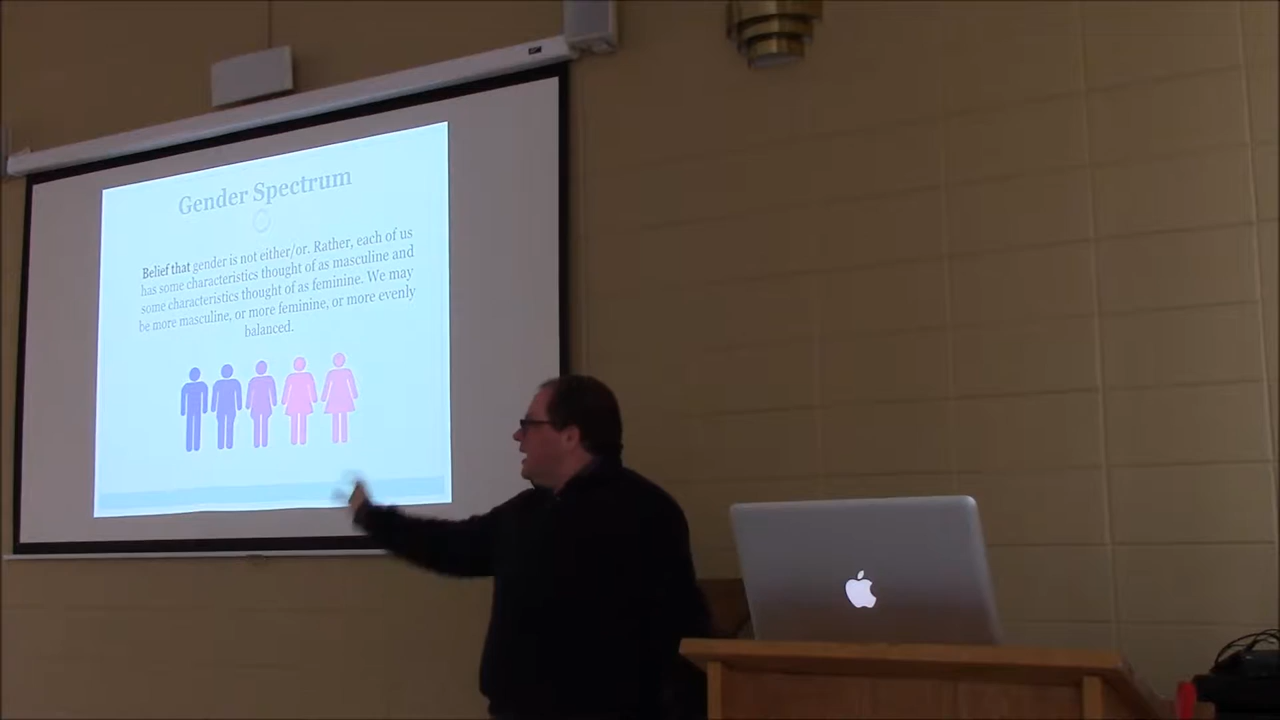 Gender Spectrum
Belief that gender is not either/or. Rather, each of us
has some characteristics thought of as masculine and
some characteristics thought of as feminine. We may
be more masculine, or more feminine, or more evenly
balanced.